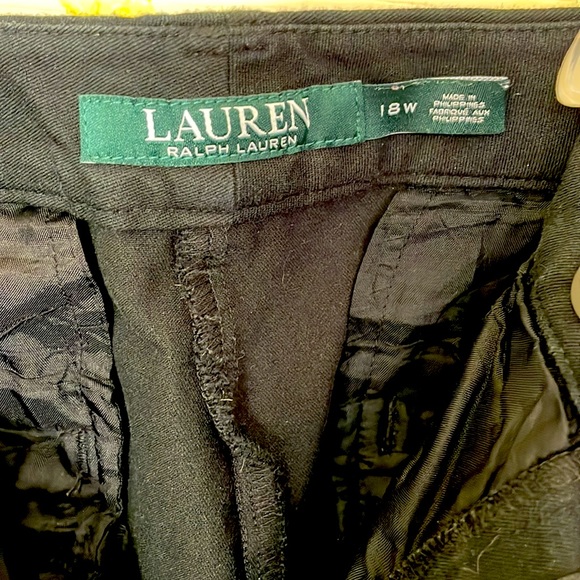 LAUREN
RALPH LAUREN
18W
MADE IN
PHILIPPINES
FABRIQUÉ AUX
PHILIPPINES